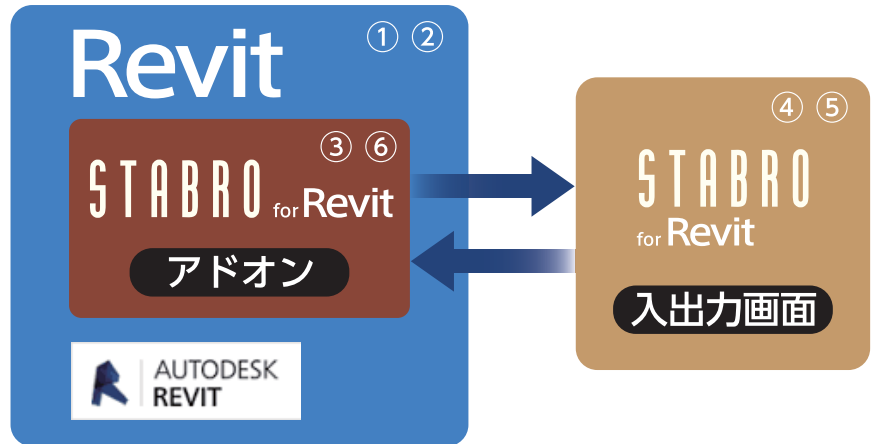 Revit ① ②
③ ⑥
STABRO for Revit
アドオン
AUTODESK
REVIT
④ ⑤
STABRO
for Revit
入出力画面